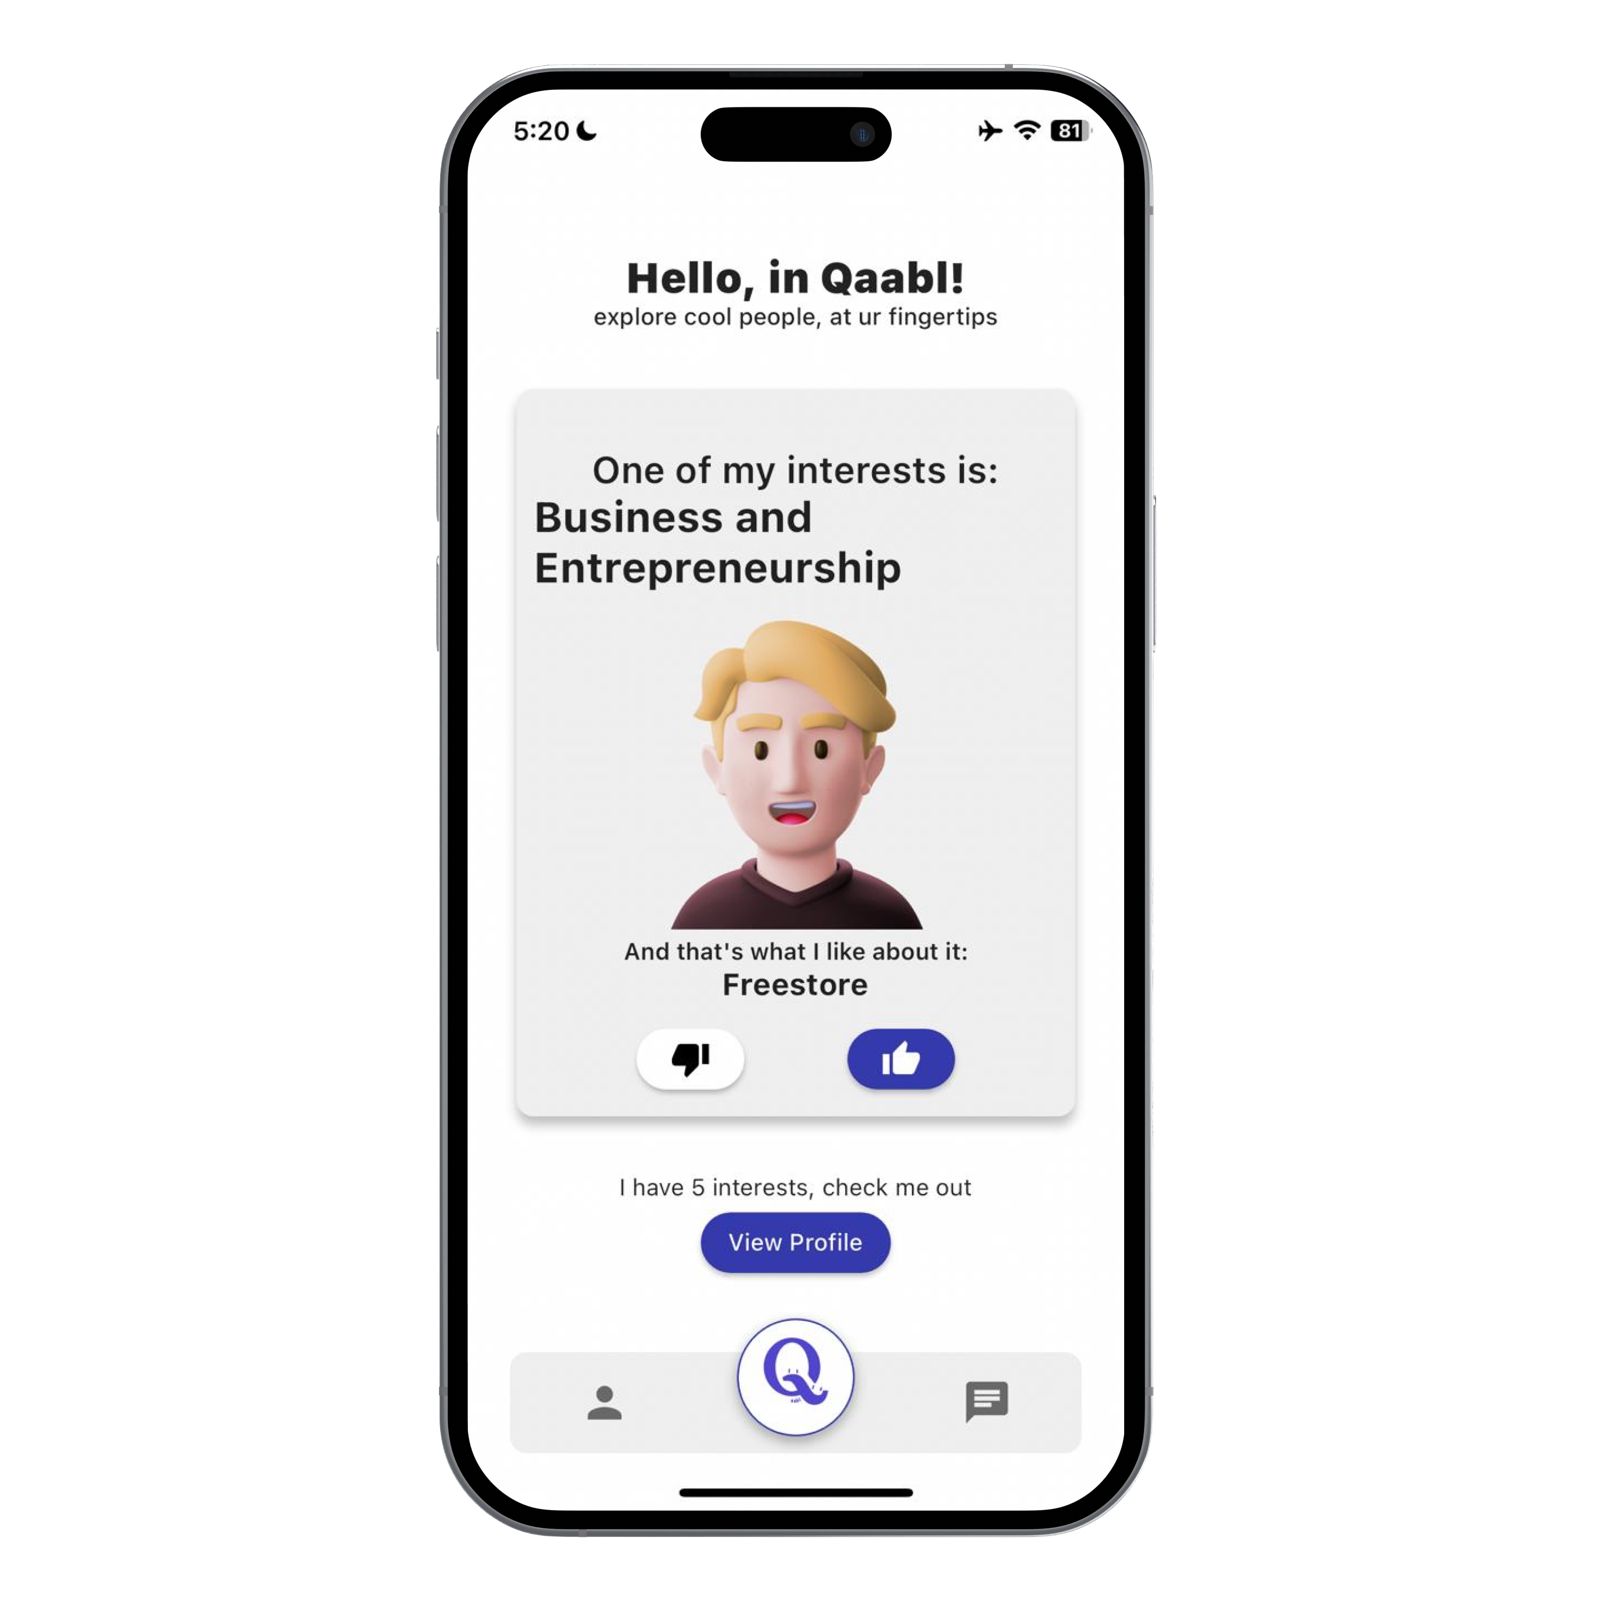 5:20
81
Hello, in Qaabl!
explore cool people, at ur fingertips
One of my interests is:
Business and
Entrepreneurship
And that's what I like about it:
Freestore
I have 5 interests, check me out
View Profile
Q